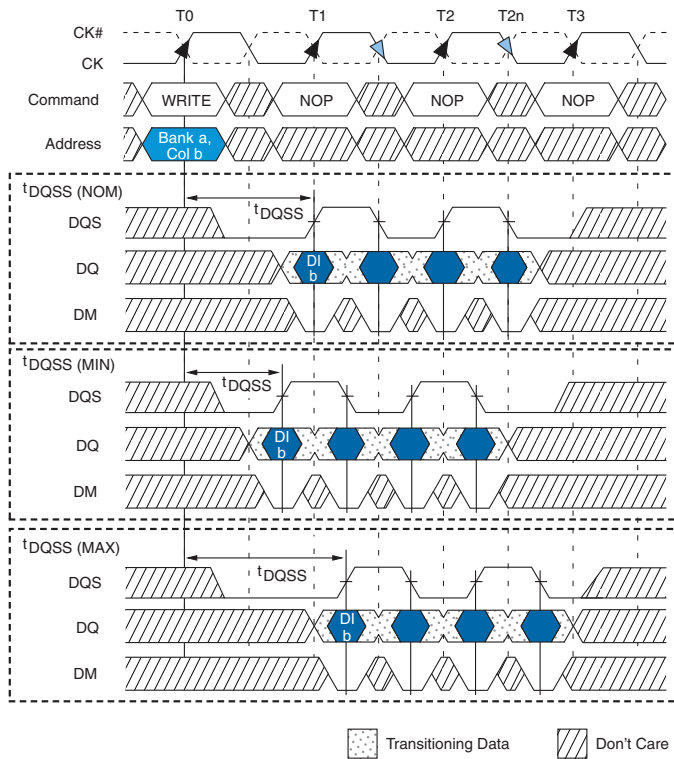 T0 T1 T2 T2n T3
CK#
CK
Command WRITE NOP NOP NOP
Address Bank a,
Col b
tDQSS (NOM)
tDQSS
DQS
DQ DI
b
DM
tDQSS (MIN)
tDQSS
DQS
DQ DI
b
DM
tDQSS (MAX)
tDQSS
DQS
DQ DI
b
DM
Transitioning Data Don't Care